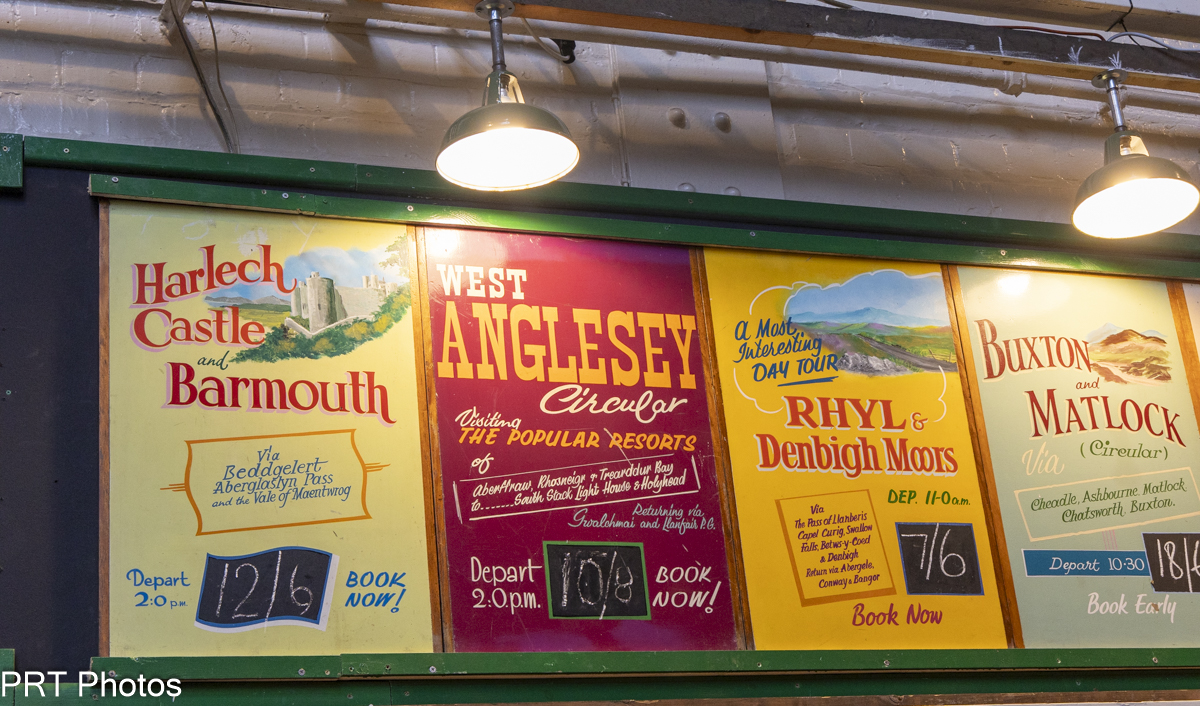 Harlech
Castle
and
Barmouth
Via
Beddgelert
Aberglaslyn Pass
and the Vale of Maentwrog
Depart
2:0 p.m.
12/6
BOOK
NOW!
WEST
ANGLESEY
Circular
Visiting
THE POPULAR RESORTS
of
Aberffraw, Rhosneigr & Trearddur Bay
to.......South Stack, Light House & Holyhead
Returning via
Gwalchmai and Llanfair P.G.
Depart
2.0.p.m.
10/8
BOOK
NOW!
A Most
Interesting
DAY TOUR
RHYL &
Denbigh Moors
DEP. 11-0 a.m.
Via
The Pass of Llanberis
Capel Curig, Swallow
Falls, Betws-y-Coed
& Denbigh
Return via Abergele,
Conway & Bangor
7/6
Book Now
BUXTON
and
MATLOCK
(Circular)
Via
Cheadle, Ashbourne, Matlock
Chatsworth, Buxton.
Depart 10-30
18/6
Book Early
PRT Photos